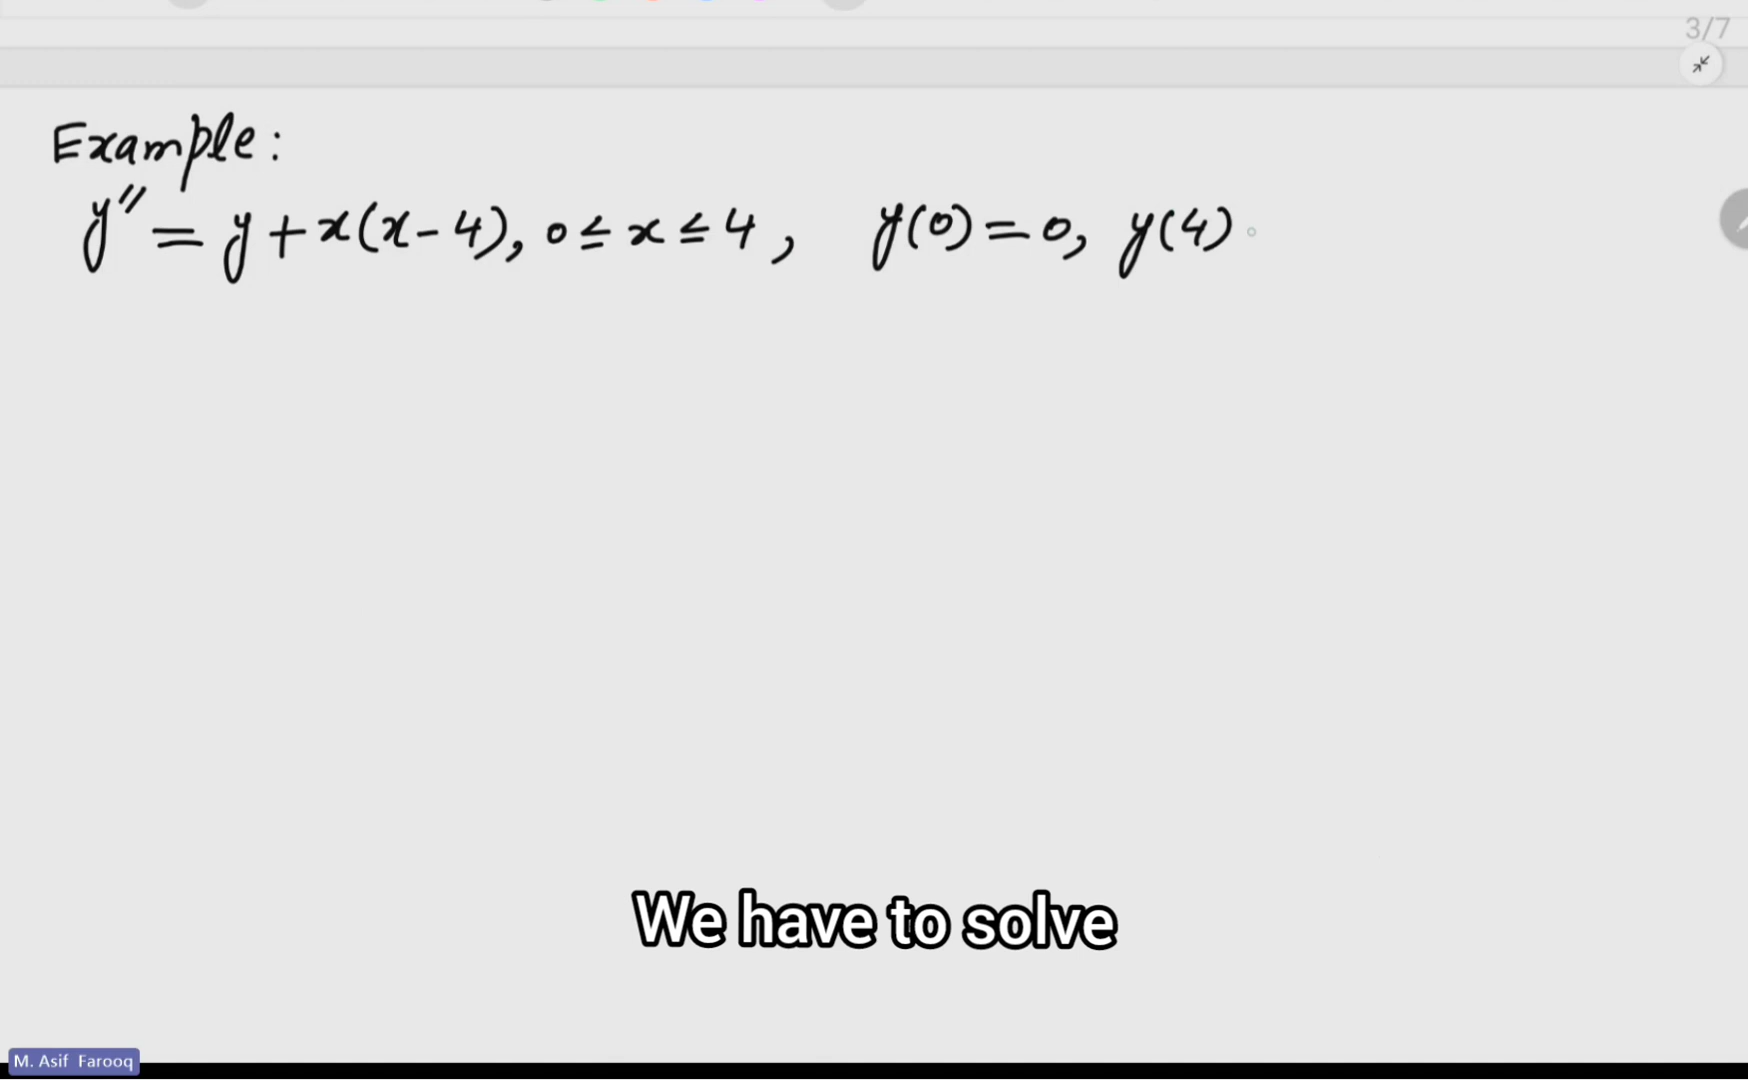 3/7
Example:
y″ = y + x(x-4), 0 ≤ x ≤ 4, y(0) = 0, y(4)
We have to solve
M. Asif Farooq